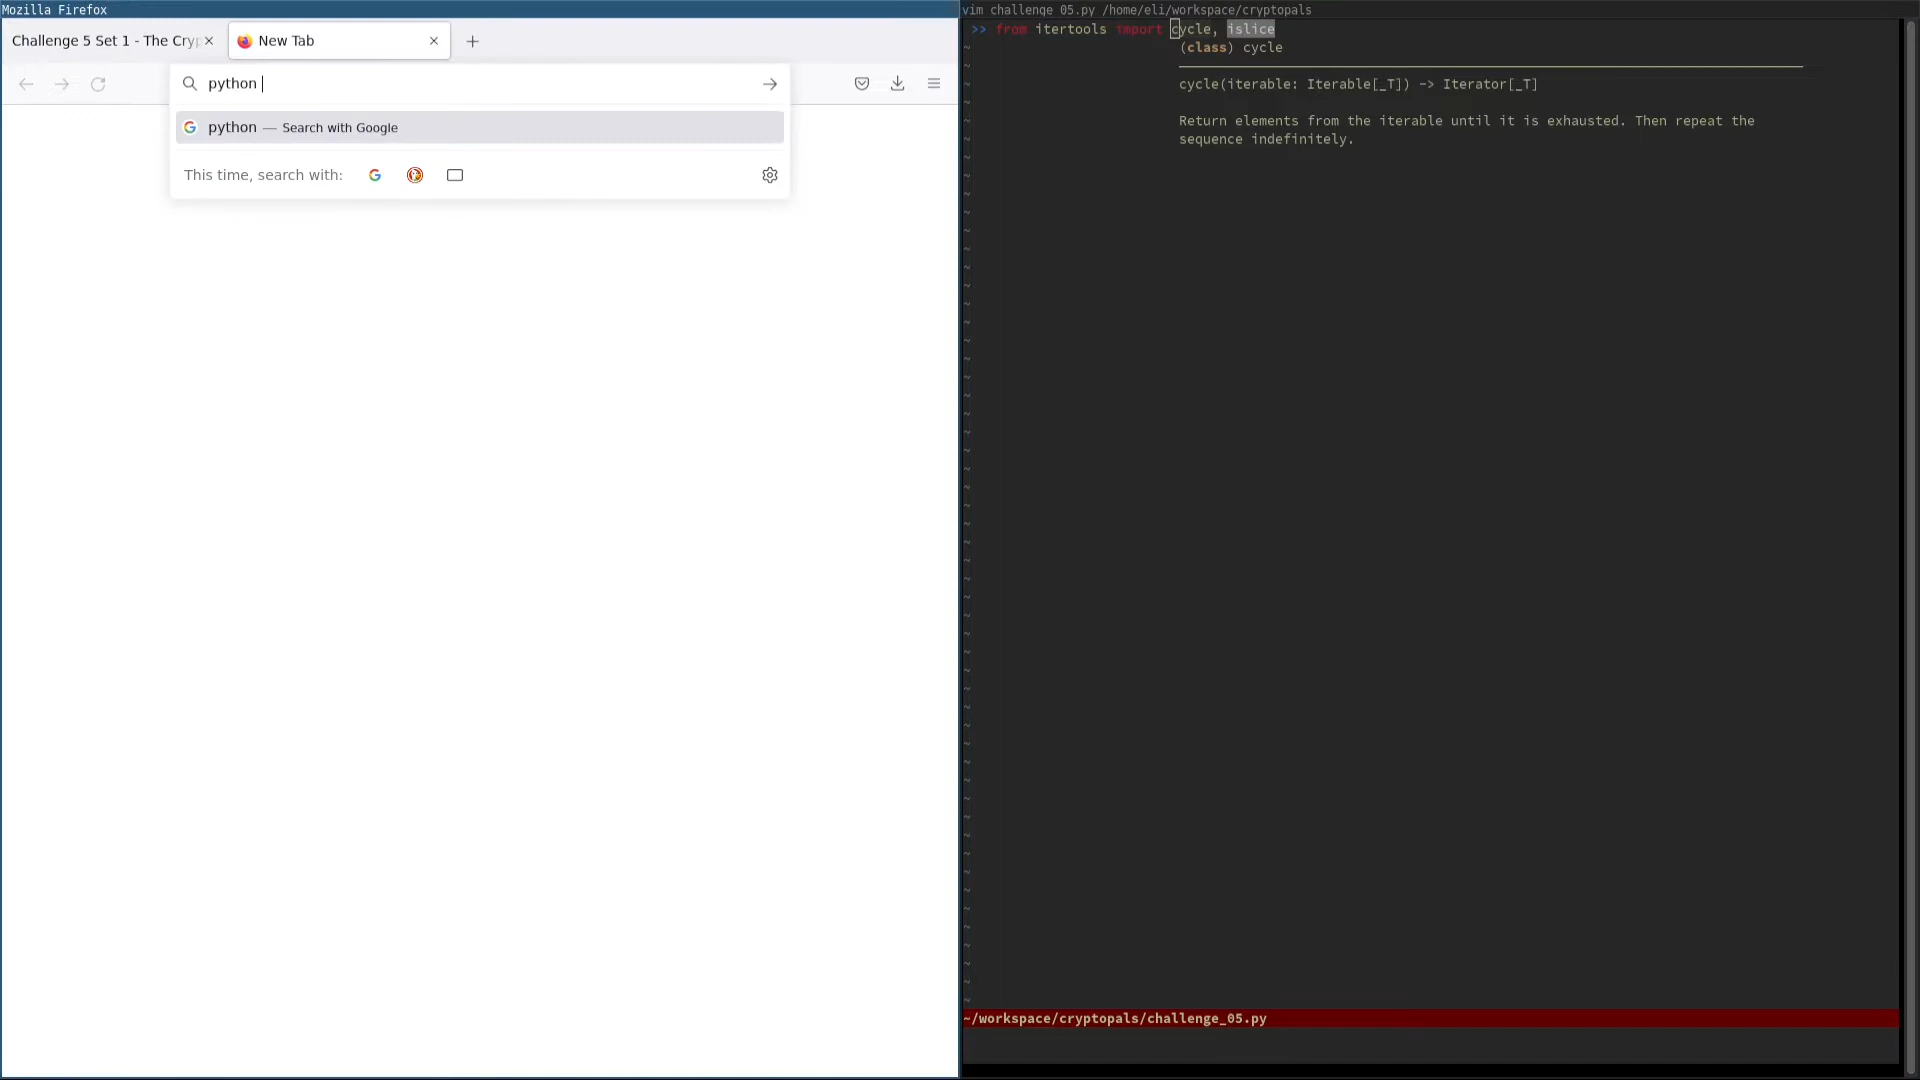 Mozilla Firefox
Challenge 5 Set 1 - The Cry
New Tab
python
python — Search with Google
This time, search with:
vim challenge_05.py /home/eli/workspace/cryptopals
>> from itertools import cycle, islice
(class) cycle
cycle(iterable: Iterable[_T]) -> Iterator[_T]
Return elements from the iterable until it is exhausted. Then repeat the
sequence indefinitely.
~/workspace/cryptopals/challenge_05.py